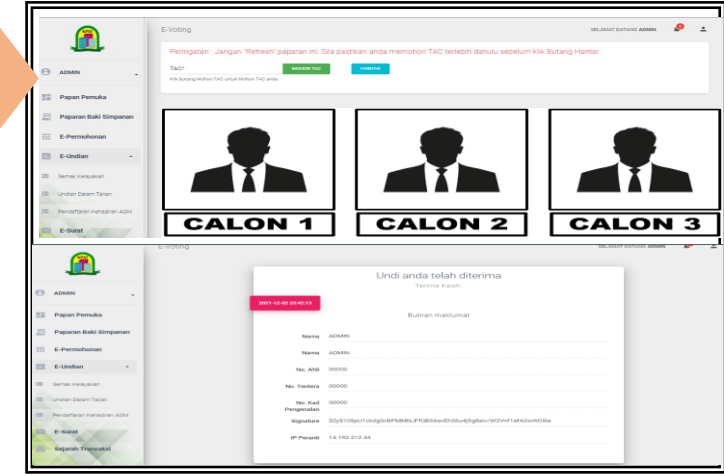 E-Voting
SELAMAT DATANG ADMIN
Peringatan : Jangan "Refresh" paparan ini. Sila pastikan anda memohon TAC terlebih dahulu sebelum klik Butang Hantar
TAC*
MOHON TAC
HANTAR
Klik Butang Mohon TAC untuk Mohon TAC anda
ADMIN
Papan Pemuka
Paparan Baki Simpanan
E-Permohonan
E-Undian
Semak Kelayakan
Undian Dalam Talian
Pendaftaran Kehadiran AGM
E-Surat
CALON 1
CALON 2
CALON 3
E-Voting
SELAMAT DATANG ADMIN
ADMIN
Papan Pemuka
Paparan Baki Simpanan
E-Permohonan
E-Undian
Semak Kelayakan
Undian Dalam Talian
Pendaftaran Kehadiran AGM
E-Surat
Sejarah Transaksi
Undi anda telah diterima
Terima Kasih.
2021-12-02 20:42:13
Butiran maklumat
Nama ADMIN
Nama ADMIN
No. Ahli 00000
No. Tentera 00000
No. Kad Pengenalan 00000
Signature
IP Peranti 14.192.212.44